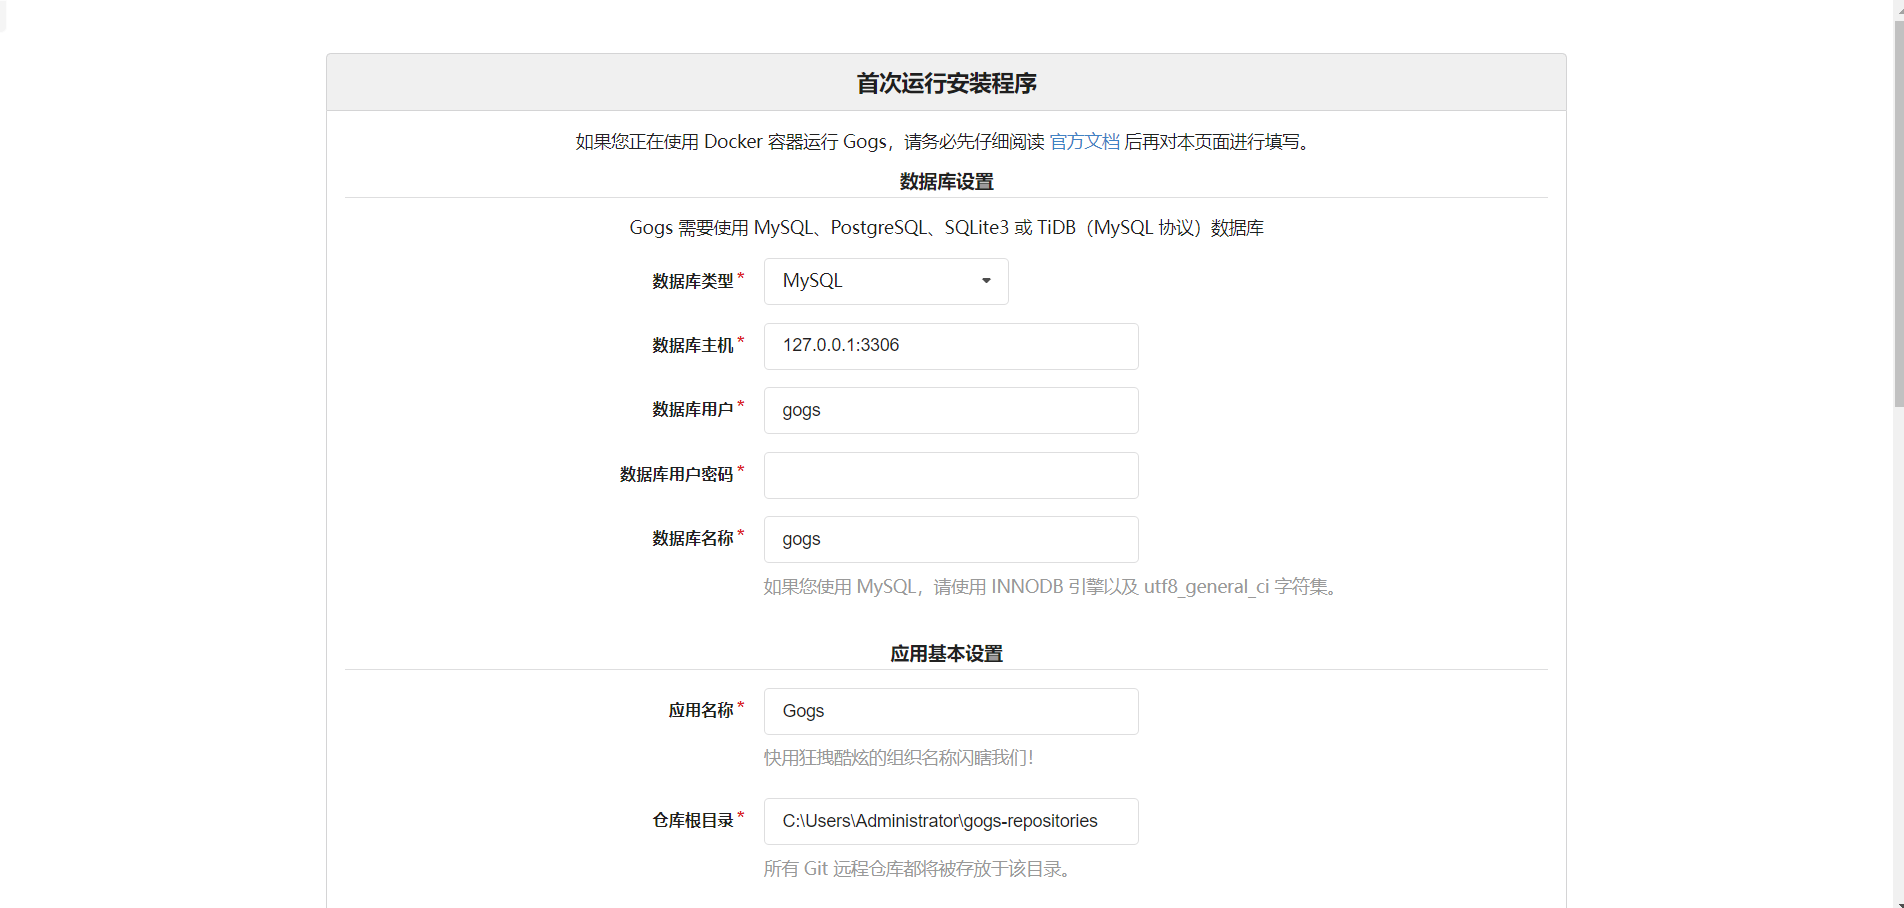 首次运行安装程序
如果您正在使用 Docker 容器运行 Gogs，请务必先仔细阅读 官方文档 后再对本页面进行填写。
数据库设置
Gogs 需要使用 MySQL、PostgreSQL、SQLite3 或 TiDB（MySQL 协议）数据库
数据库类型* MySQL
数据库主机* 127.0.0.1:3306
数据库用户* gogs
数据库用户密码*
数据库名称* gogs
如果您使用 MySQL，请使用 INNODB 引擎以及 utf8_general_ci 字符集。
应用基本设置
应用名称* Gogs
快用狂拽酷炫的组织名称闪瞎我们！
仓库根目录* C:\Users\Administrator\gogs-repositories
所有 Git 远程仓库都将被存放于该目录。